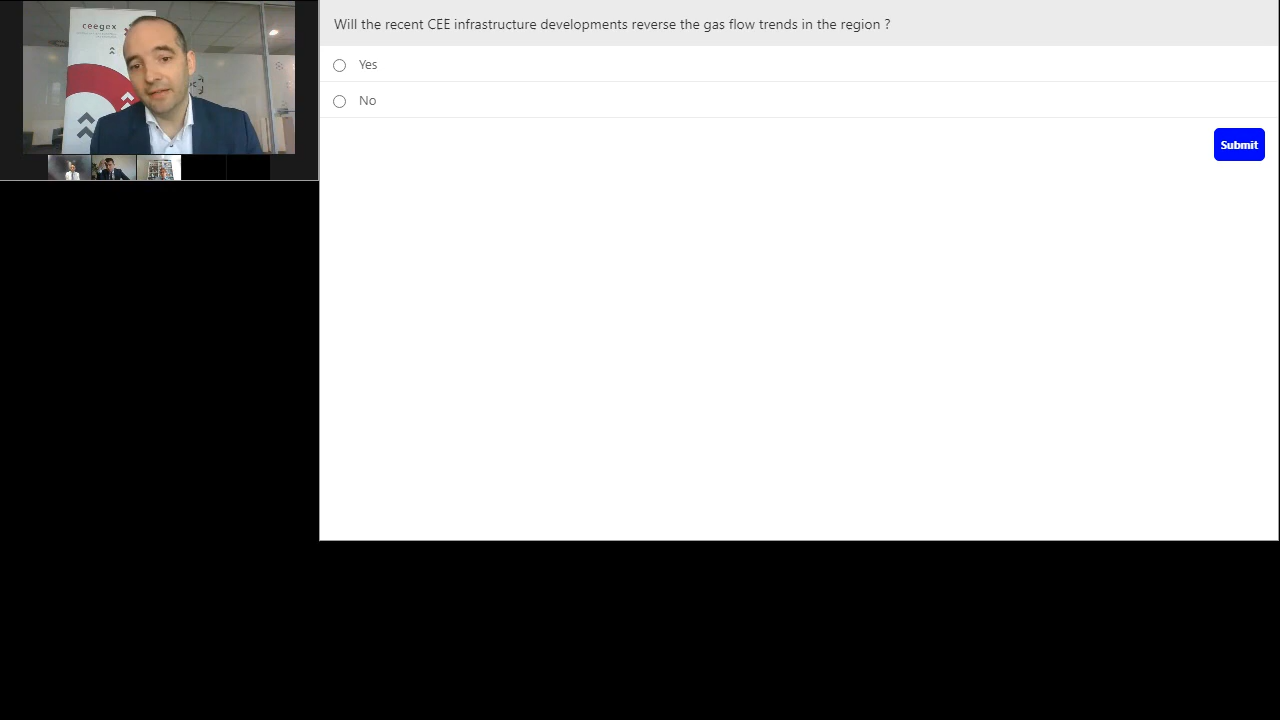 ceegex
Will the recent CEE infrastructure developments reverse the gas flow trends in the region ?
Yes
No
Submit